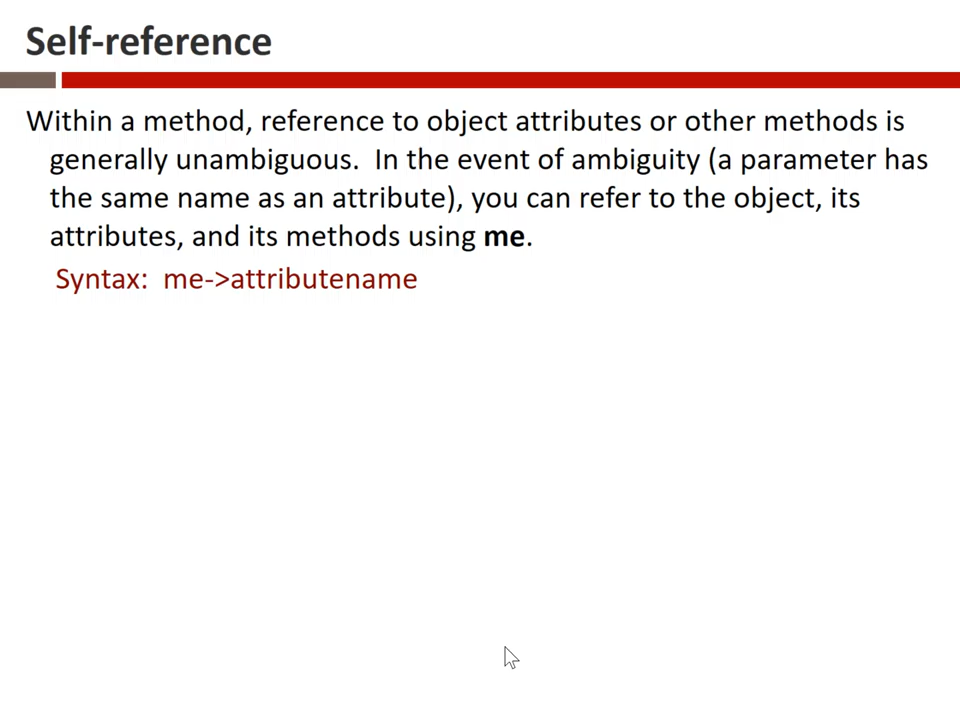 Self-reference
Within a method, reference to object attributes or other methods is
generally unambiguous.  In the event of ambiguity (a parameter has
the same name as an attribute), you can refer to the object, its
attributes, and its methods using me.
Syntax:  me->attributename